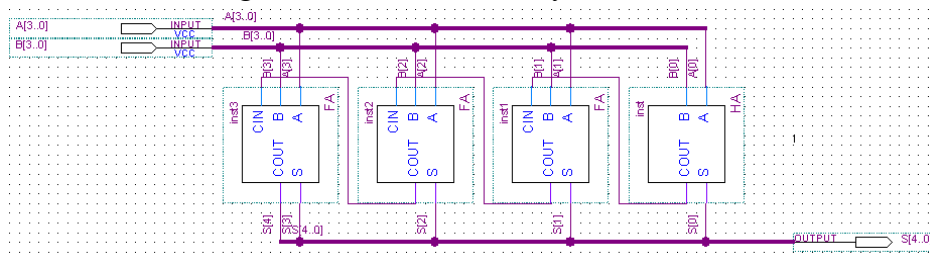 A[3..0] INPUT VCC A[3..0]
B[3..0] INPUT VCC B[3..0]
B[3] A[3] B[2] A[2] B[1] A[1] B[0] A[0]
inst3 FA inst2 FA inst1 FA inst HA
CIN B A CIN B A CIN B A B A
COUT S COUT S COUT S COUT S
S[4] S[3] S[2] S[1] S[0]
S[4..0]
OUTPUT S[4..0